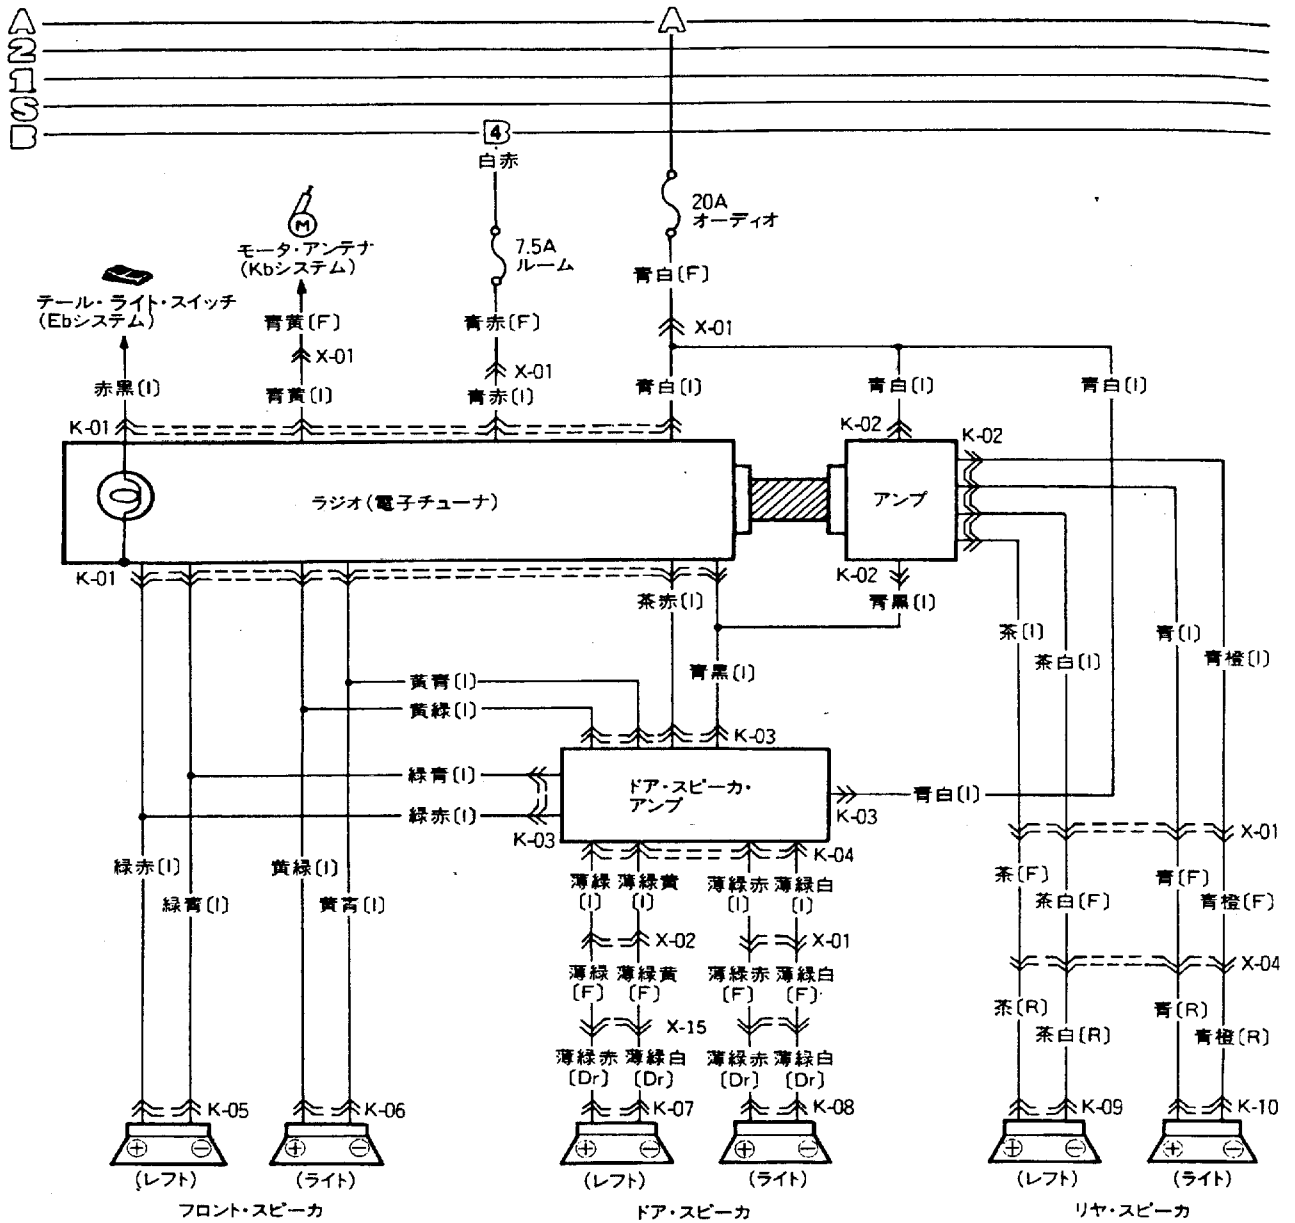 A
A
2
1
S
B
4
白赤
20A
オーディオ
モータ・アンテナ
(Kbシステム)
7.5A
ルーム
テール・ライト・スイッチ
(Ebシステム)
青白〔F〕
青黄〔F〕
青赤〔F〕
X-01
X-01
X-01
赤黒〔I〕
青黄〔I〕
青赤〔I〕
青白〔I〕
青白〔I〕
青白〔I〕
K-01
K-02
K-02
ラジオ(電子チューナ)
アンプ
K-01
K-02
茶赤〔I〕
青黒〔I〕
茶〔I〕
青〔I〕
茶白〔I〕
青橙〔I〕
青黒〔I〕
黄青〔I〕
黄緑〔I〕
K-03
緑青〔I〕
ドア・スピーカ・
アンプ
青白〔I〕
緑赤〔I〕
K-03
K-03
X-01
K-04
緑赤〔I〕
黄緑〔I〕
薄緑
〔I〕
薄緑黄
〔I〕
薄緑赤
〔I〕
薄緑白
〔I〕
茶〔F〕
青〔F〕
緑青〔I〕
黄青〔I〕
茶白〔F〕
青橙〔F〕
X-02
X-01
X-04
薄緑
〔F〕
薄緑黄
〔F〕
薄緑赤
〔F〕
薄緑白
〔F〕
茶〔R〕
青〔R〕
X-15
茶白〔R〕
青橙〔R〕
薄緑赤
〔Dr〕
薄緑白
〔Dr〕
薄緑赤
〔Dr〕
薄緑白
〔Dr〕
K-05
K-06
K-07
K-08
K-09
K-10
+ −
+ −
+ −
+ −
+ −
+ −
(レフト)
(ライト)
(レフト)
(ライト)
(レフト)
(ライト)
フロント・スピーカ
ドア・スピーカ
リヤ・スピーカ
M